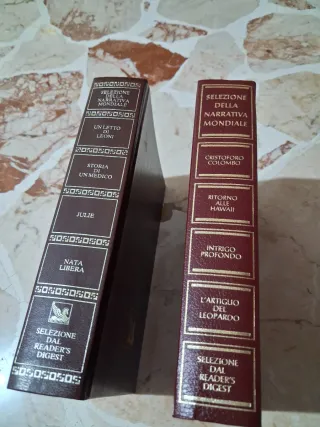 SELEZIONE
DELLA
NARRATIVA
MONDIALE
UN LETTO
DI
LEONI
STORIA
DI
UN MEDICO
JULIE
NATA
LIBERA
SELEZIONE
DAL
READER'S
DIGEST
SELEZIONE
DELLA
NARRATIVA
MONDIALE
CRISTOFORO
COLOMBO
RITORNO
ALLE
HAWAII
INTRIGO
PROFONDO
L'ARTIGLIO
DEL
LEOPARDO
SELEZIONE
DAL
READER'S
DIGEST